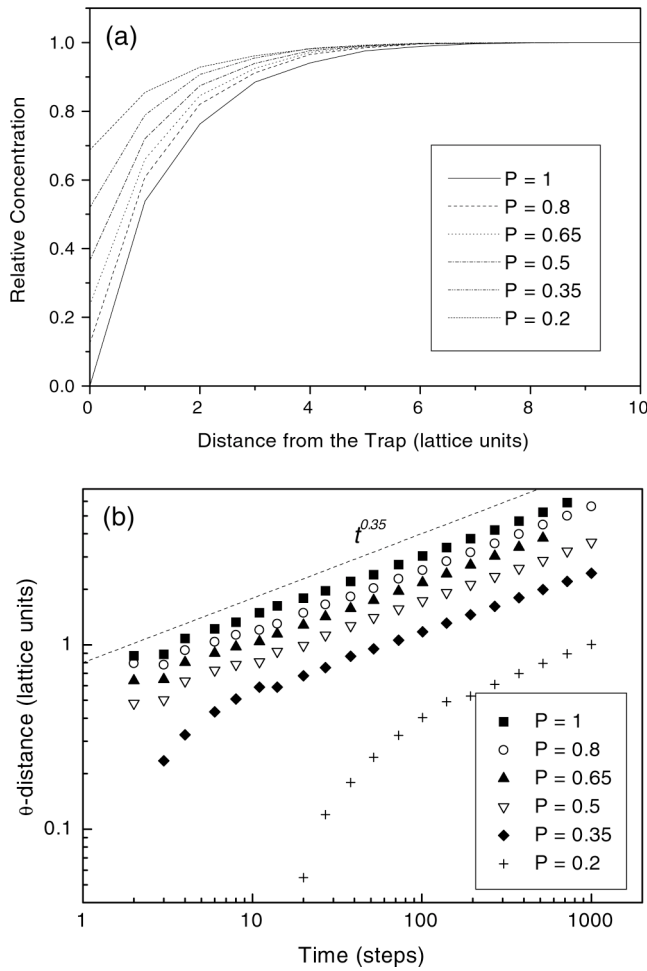 (a)
1.0
0.8
0.6
0.4
0.2
0.0
Relative Concentration
P = 1
P = 0.8
P = 0.65
P = 0.5
P = 0.35
P = 0.2
0 2 4 6 8 10
Distance from the Trap (lattice units)
(b)
t^0.35
1
0.1
θ-distance (lattice units)
P = 1
P = 0.8
P = 0.65
P = 0.5
P = 0.35
P = 0.2
1 10 100 1000
Time (steps)